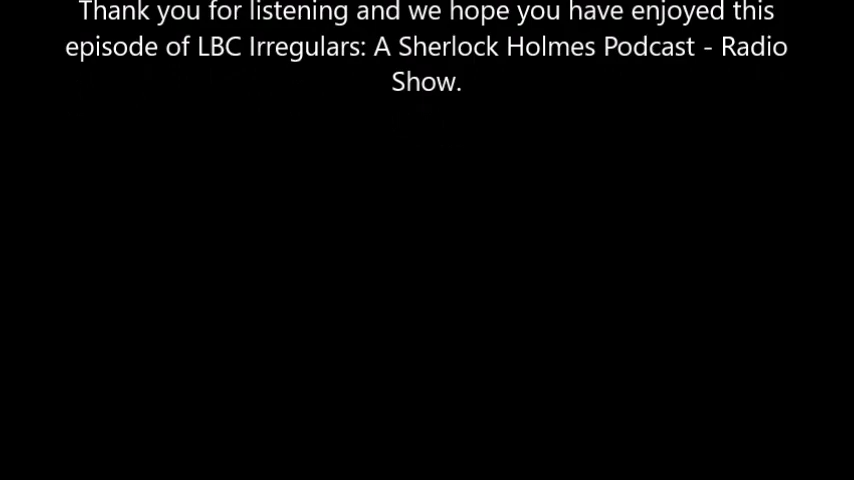 Thank you for listening and we hope you have enjoyed this
episode of LBC Irregulars: A Sherlock Holmes Podcast - Radio
Show.